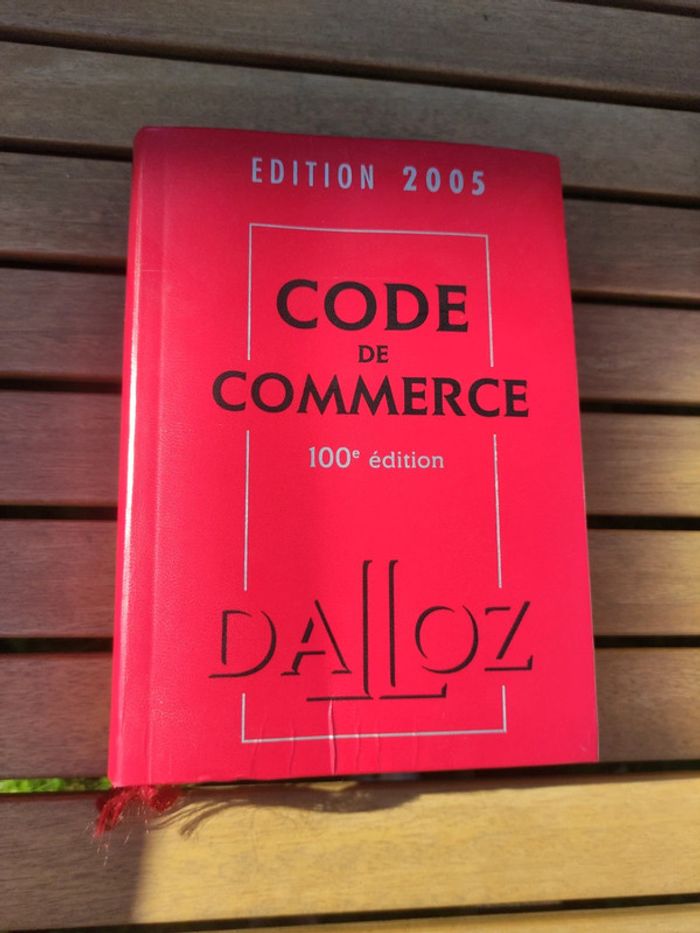 EDITION 2005
CODE
DE
COMMERCE
100e édition
DALLOZ